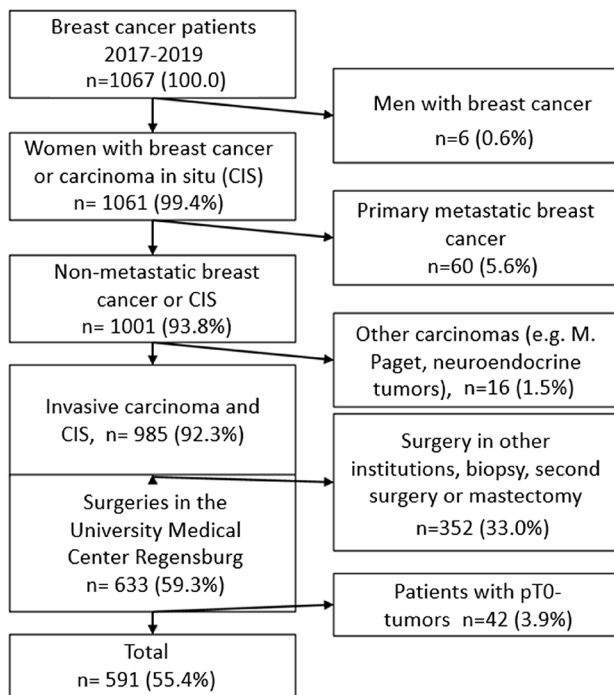 Breast cancer patients
2017-2019
n=1067 (100.0)
Men with breast cancer
n=6 (0.6%)
Women with breast cancer
or carcinoma in situ (CIS)
n= 1061 (99.4%)
Primary metastatic breast
cancer
n=60 (5.6%)
Non-metastatic breast
cancer or CIS
n= 1001 (93.8%)
Other carcinomas (e.g. M.
Paget, neuroendocrine
tumors), n=16 (1.5%)
Invasive carcinoma and
CIS, n= 985 (92.3%)
Surgery in other
institutions, biopsy, second
surgery or mastectomy
n=352 (33.0%)
Surgeries in the
University Medical
Center Regensburg
n= 633 (59.3%)
Patients with pT0-
tumors n=42 (3.9%)
Total
n= 591 (55.4%)